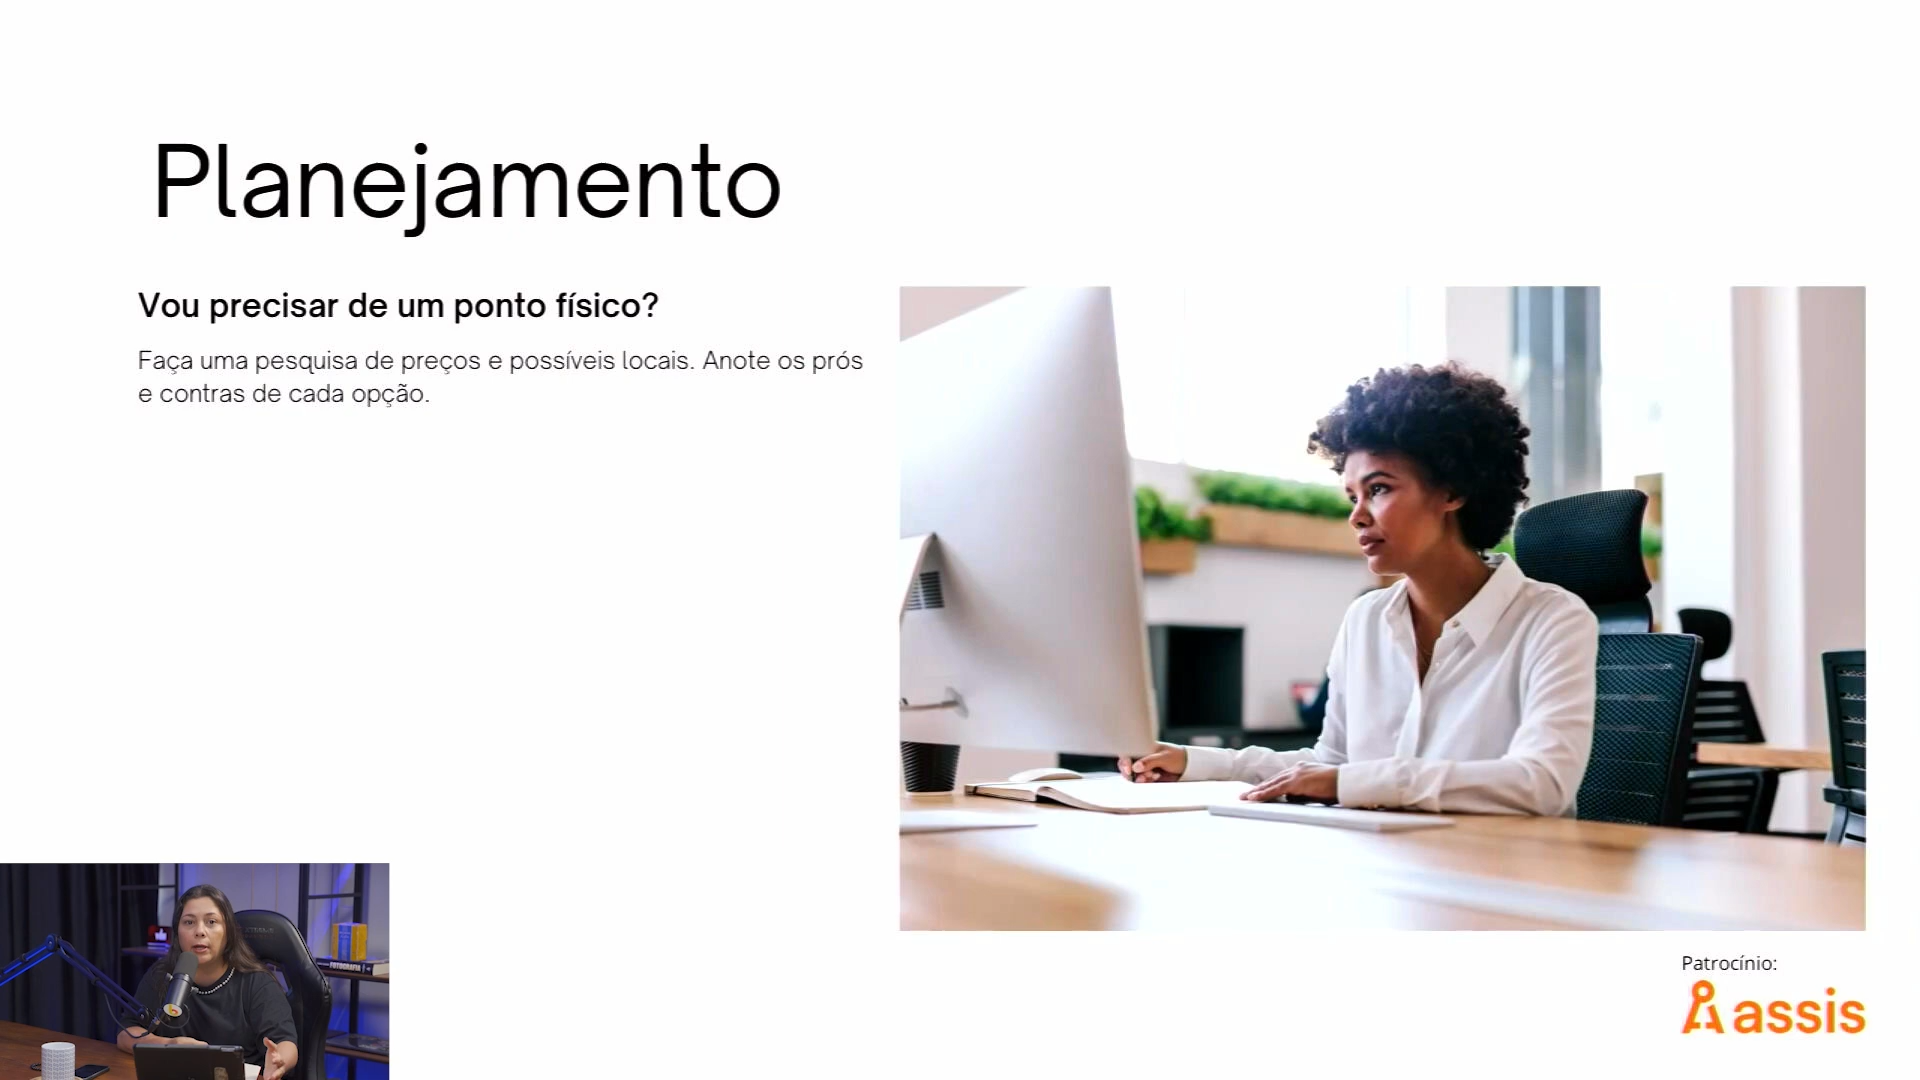 Planejamento
Vou precisar de um ponto físico?
Faça uma pesquisa de preços e possíveis locais. Anote os prós
e contras de cada opção.
FOTOGRAFIA
Patrocínio:
assis